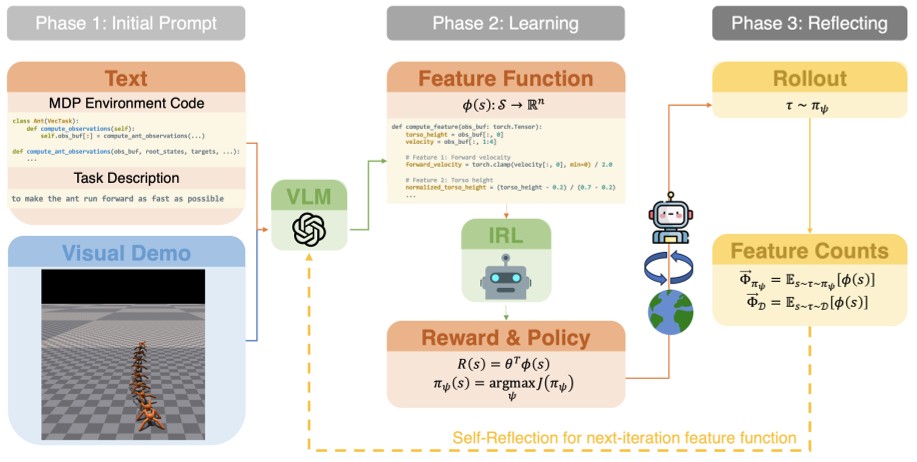 Phase 1: Initial Prompt
Phase 2: Learning
Phase 3: Reflecting
Text
MDP Environment Code
class Ant(VecTask):
def compute_observations(self):
self.obs_buf[:] = compute_ant_observations(...)
def compute_ant_observations(obs_buf, root_states, targets, ...):
...
Task Description
to make the ant run forward as fast as possible
Visual Demo
VLM
Feature Function
ϕ(s): 𝒮 → ℝⁿ
def compute_feature(obs_buf: torch.Tensor):
torso_height = obs_buf[:, 0]
velocity = obs_buf[:, 1:4]
# Feature 1: Forward velocaity
forward_velocity = torch.clamp(velocity[:, 0], min=0) / 2.0
# Feature 2: Torso height
normalized_torso_height = (torso_height - 0.2) / (0.7 - 0.2)
...
IRL
Reward & Policy
R(s) = θᵀϕ(s)
π_ψ(s) = argmax J(π_ψ)
ψ
Rollout
τ ~ π_ψ
Feature Counts
Φ⃗_π_ψ = 𝔼_s~τ~π_ψ[ϕ(s)]
Φ⃗_𝒟 = 𝔼_s~τ~𝒟[ϕ(s)]
Self-Reflection for next-iteration feature function